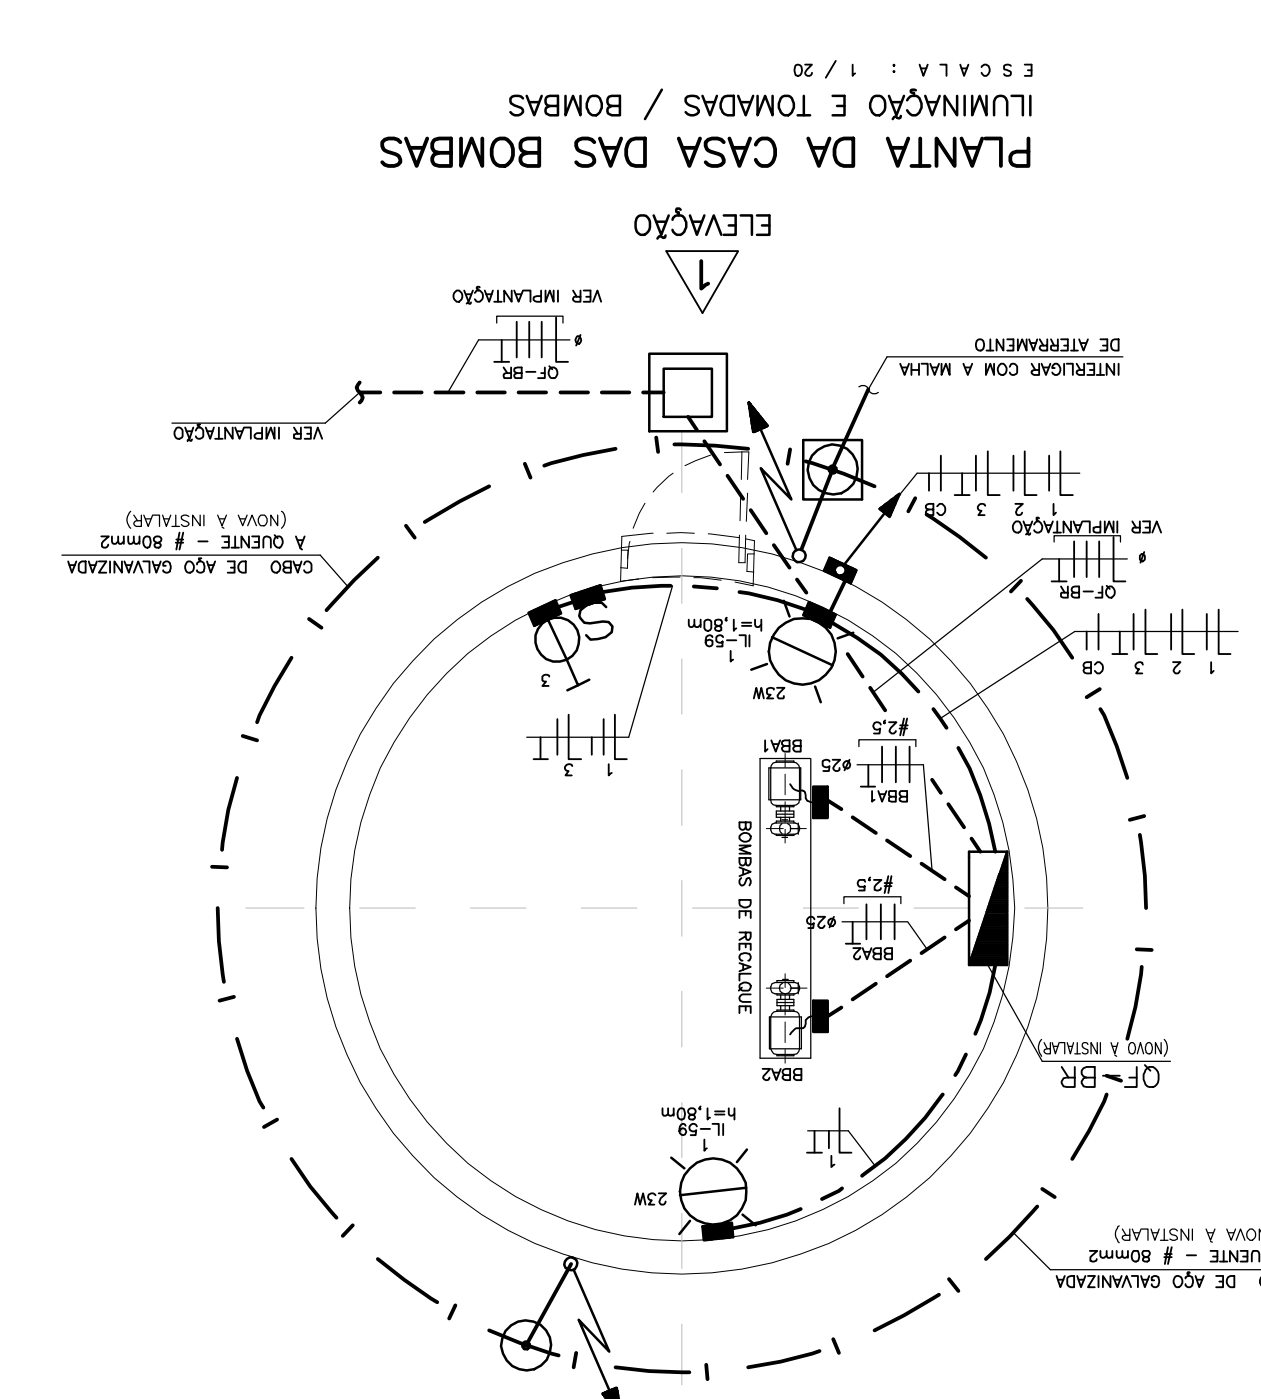 O DE AÇO GALVANIZADA
UENTE - # 80mm2
NOVA À INSTALAR)
23W
1
IL-59
h=1,80m
1
QF-BR
(NOVO À INSTALAR)
BBA2
BOMBAS DE RECALQUE
BBA2
ø25
#2,5
BBA1
ø25
#2,5
BBA1
1 3
3
S
23W
1
IL-59
h=1,80m
1 2 3 CB
QF-BR
ø
VER IMPLANTAÇÃO
1 2 3 CB
CABO DE AÇO GALVANIZADA
À QUENTE - # 80mm2
(NOVA À INSTALAR)
VER IMPLANTAÇÃO
INTERLIGAR COM A MALHA
DE ATERRAMENTO
QF-BR
ø
VER IMPLANTAÇÃO
1
ELEVAÇÃO
PLANTA DA CASA DAS BOMBAS
ILUMINAÇÃO E TOMADAS / BOMBAS
ESCALA : 1/20